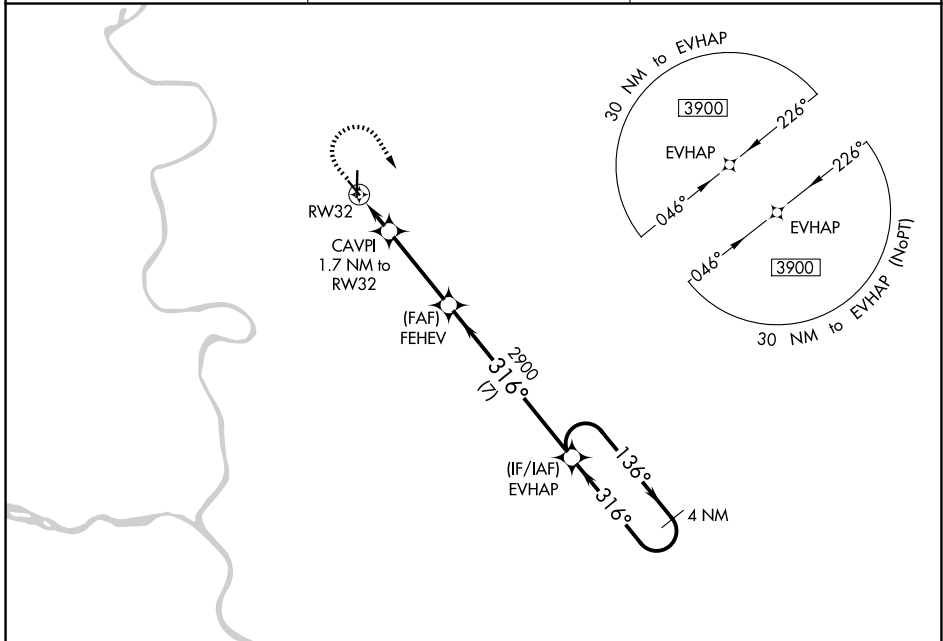 30 NM to EVHAP
3900
226°
EVHAP
046°
226°
EVHAP
046°
3900
30 NM to EVHAP (NoPT)
RW32
CAVPI
1.7 NM to
RW32
(FAF)
FEHEV
2900
316°
(7)
(IF/IAF)
EVHAP
136°
316°
4 NM